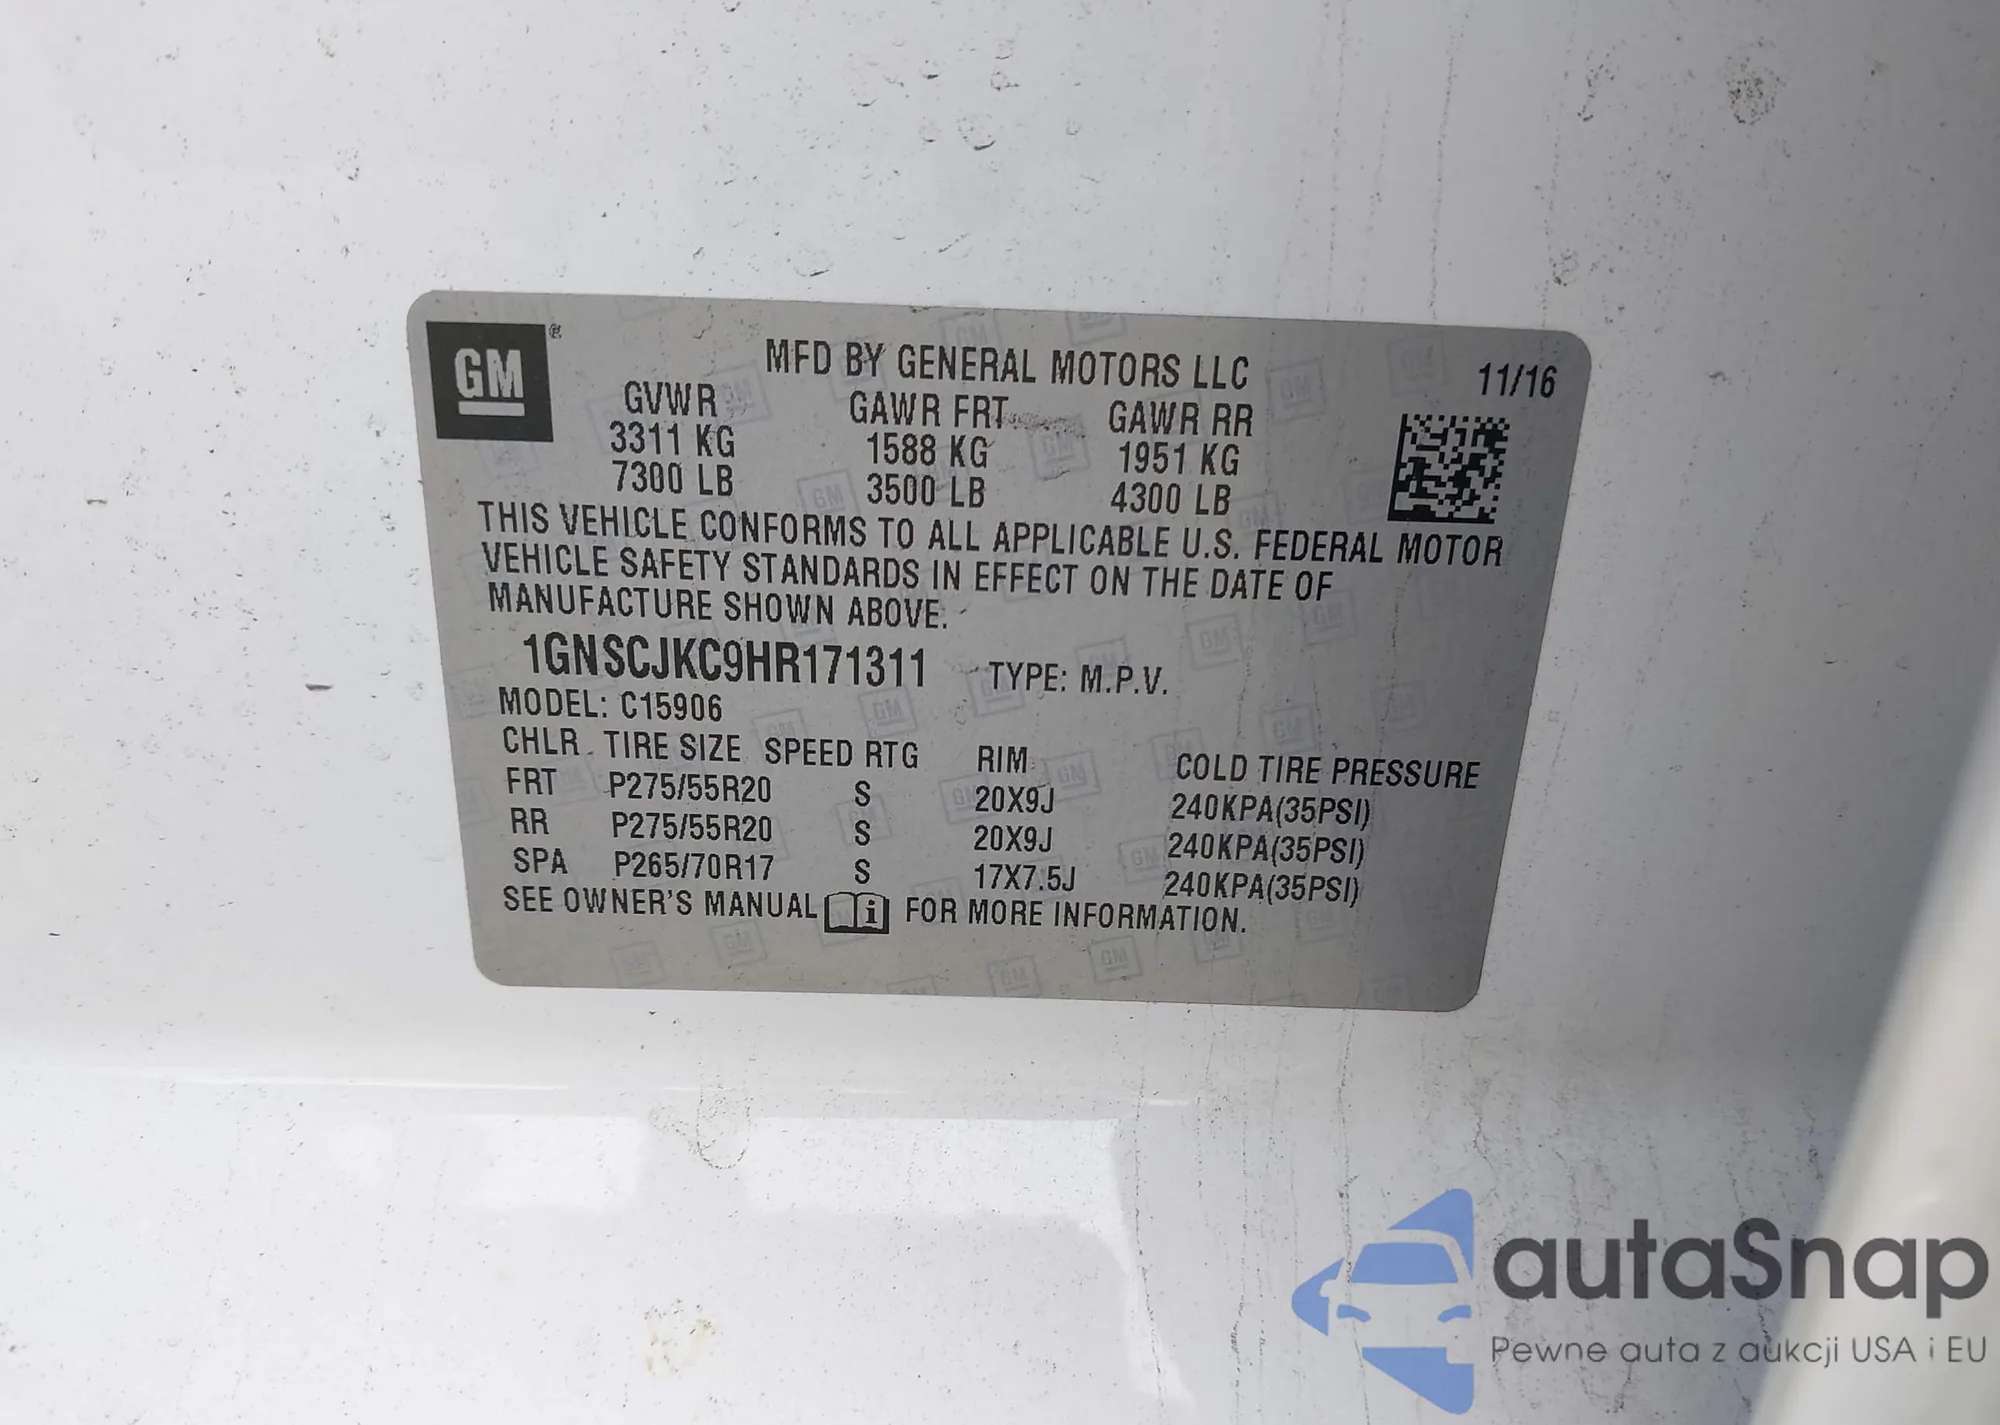 GM ®
MFD BY GENERAL MOTORS LLC 11/16
GVWR GAWR FRT GAWR RR
3311 KG 1588 KG 1951 KG
7300 LB 3500 LB 4300 LB
THIS VEHICLE CONFORMS TO ALL APPLICABLE U.S. FEDERAL MOTOR
VEHICLE SAFETY STANDARDS IN EFFECT ON THE DATE OF
MANUFACTURE SHOWN ABOVE.
1GNSCJKC9HR171311 TYPE: M.P.V.
MODEL: C15906
CHLR TIRE SIZE SPEED RTG RIM COLD TIRE PRESSURE
FRT P275/55R20 S 20X9J 240KPA(35PSI)
RR P275/55R20 S 20X9J 240KPA(35PSI)
SPA P265/70R17 S 17X7.5J 240KPA(35PSI)
SEE OWNER'S MANUAL i FOR MORE INFORMATION.
autaSnap
Pewne auta z aukcji USA i EU